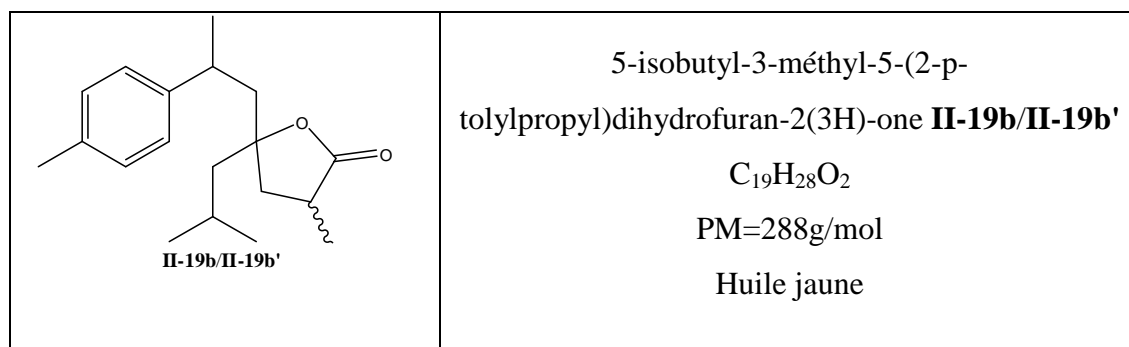 O
O
II-19b/II-19b'
5-isobutyl-3-méthyl-5-(2-p-
tolylpropyl)dihydrofuran-2(3H)-one II-19b/II-19b'
C₁₉H₂₈O₂
PM=288g/mol
Huile jaune